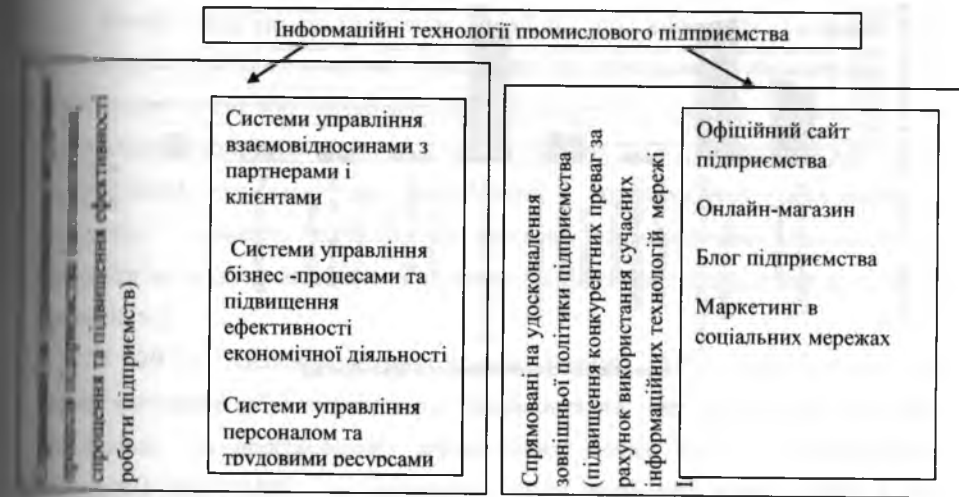 Інформаційні технології промислового підприємства
спрощення та підвищення ефективності
роботи підприємств)
Системи управління
взаємовідносинами з
партнерами і
клієнтами
Системи управління
бізнес -процесами та
підвищення
ефективності
економічної діяльності
Системи управління
персоналом та
трудовими ресурсами
Спрямовані на удосконалення
зовнішньої політики підприємства
(підвищення конкурентних преваг за
рахунок використання сучасних
інформаційних технологій мережі
Офіційний сайт
підприємства
Онлайн-магазин
Блог підприємства
Маркетинг в
соціальних мережах